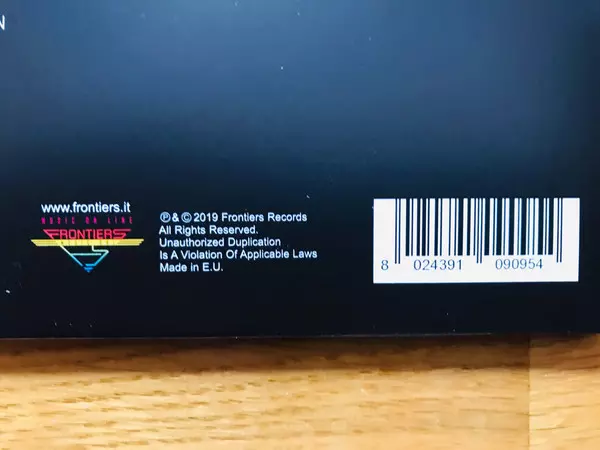 N
www.frontiers.it
MUSIC ON LINE
FRONTIERS
℗ & © 2019 Frontiers Records
All Rights Reserved.
Unauthorized Duplication
Is A Violation Of Applicable Laws
Made in E.U.
8 024391 090954